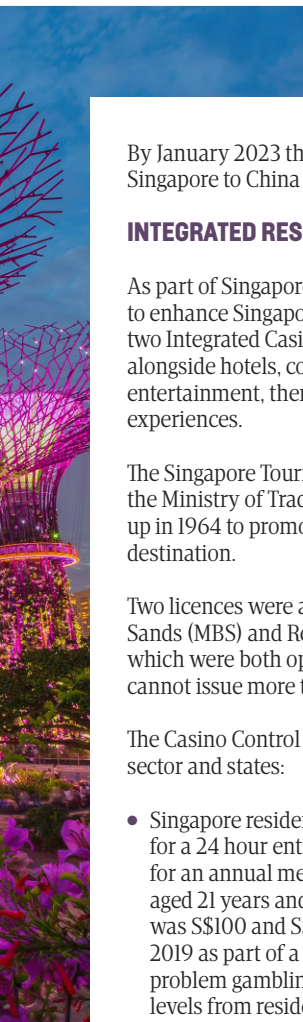 By January 2023 th
Singapore to China
INTEGRATED RES
As part of Singapore
to enhance Singapo
two Integrated Casi
alongside hotels, co
entertainment, ther
experiences.
The Singapore Touri
the Ministry of Trad
up in 1964 to promo
destination.
Two licences were a
Sands (MBS) and Re
which were both op
cannot issue more t
The Casino Control
sector and states:
• Singapore reside
for a 24 hour ent
for an annual me
aged 21 years and
was S$100 and S
2019 as part of a
problem gamblin
levels from resid